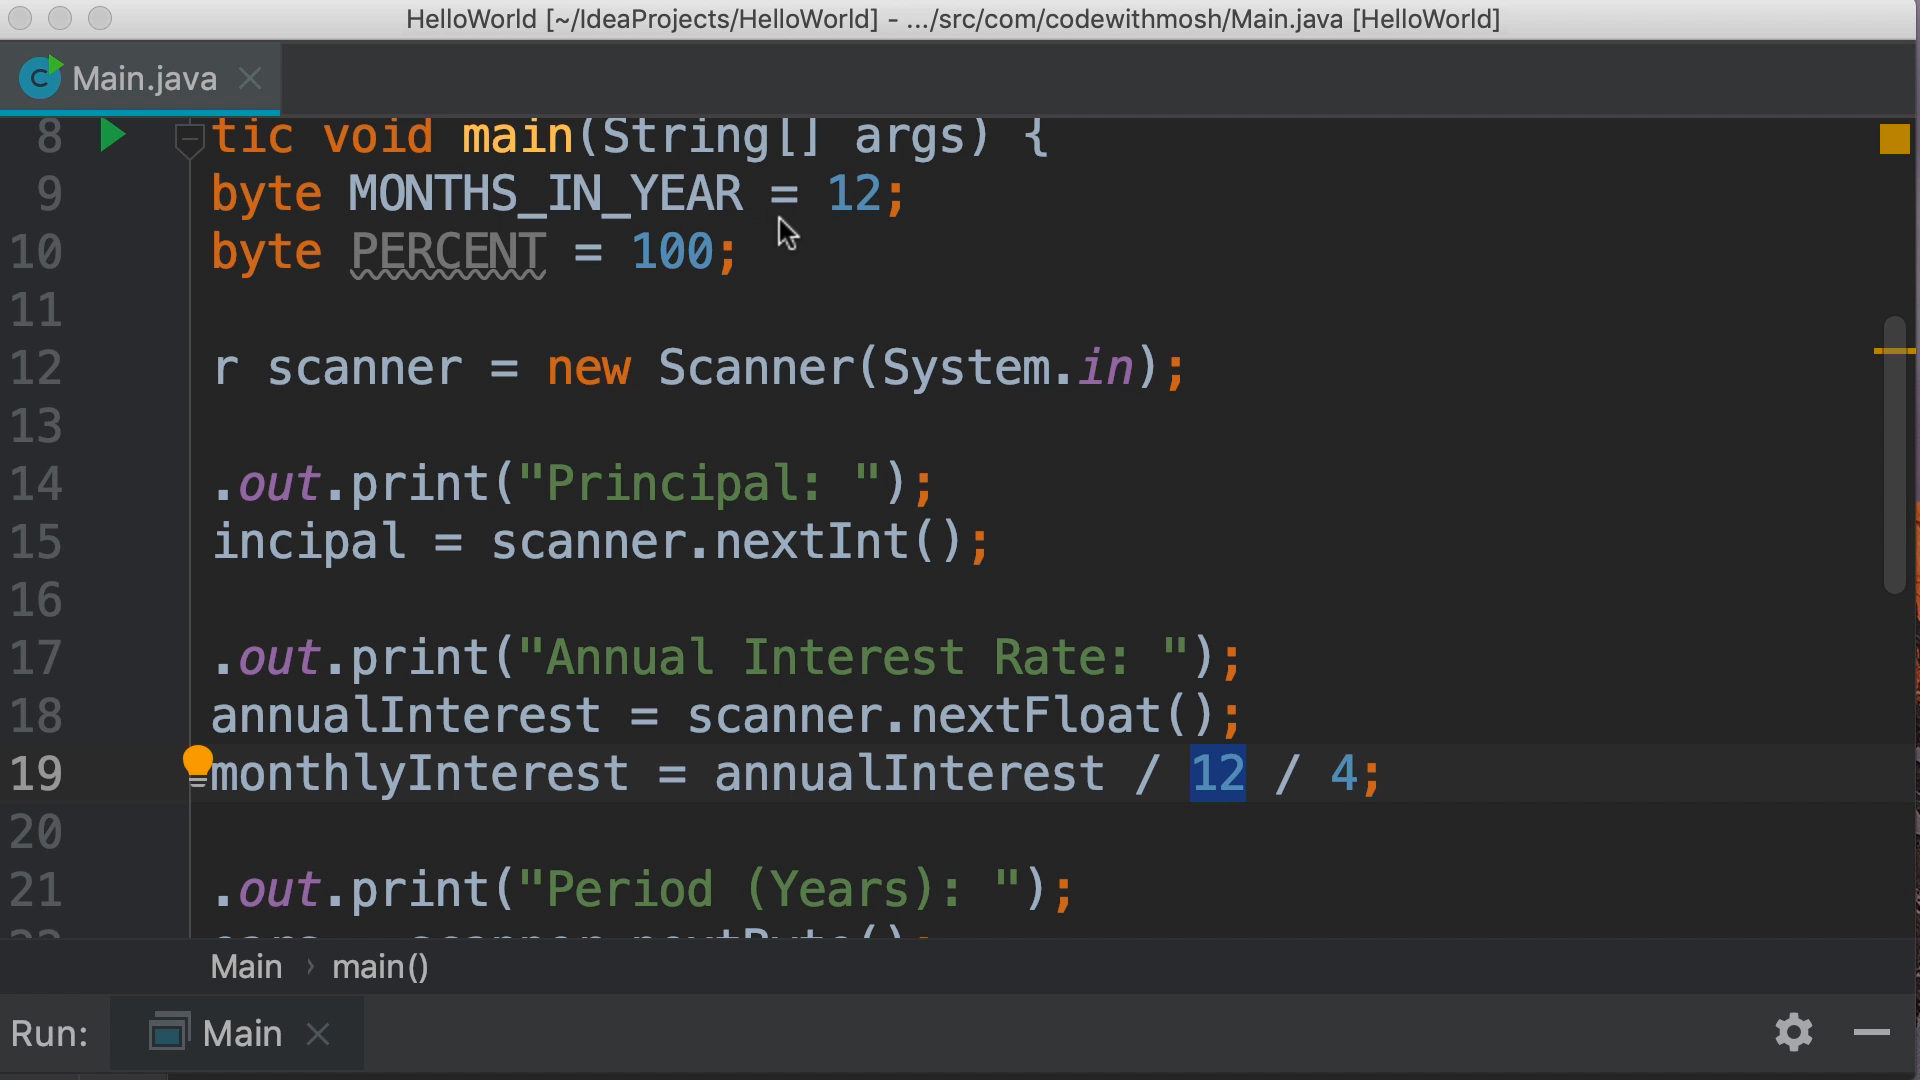 HelloWorld [~/IdeaProjects/HelloWorld] - .../src/com/codewithmosh/Main.java [HelloWorld]
C Main.java
8 tic void main(String[] args) {
9 byte MONTHS_IN_YEAR = 12;
10 byte PERCENT = 100;
11
12 r scanner = new Scanner(System.in);
13
14 .out.print("Principal: ");
15 incipal = scanner.nextInt();
16
17 .out.print("Annual Interest Rate: ");
18 annualInterest = scanner.nextFloat();
19 monthlyInterest = annualInterest / 12 / 4;
20
21 .out.print("Period (Years): ");
Main › main()
Run: Main